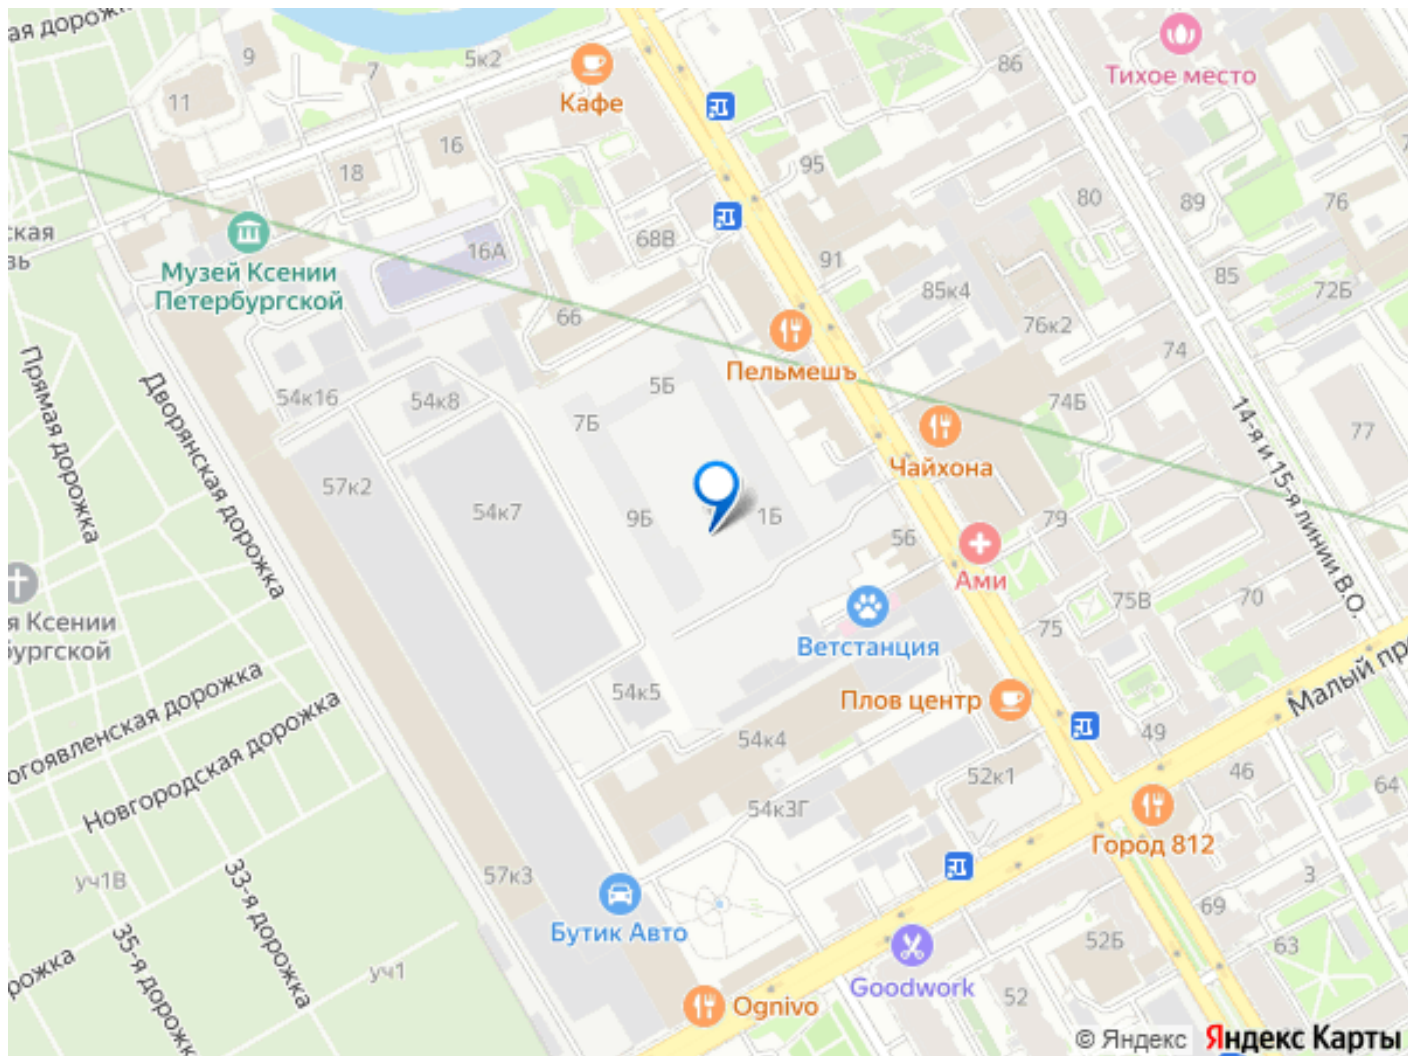 ая дорожка
9
7
5к2
11
Кафе
86
Тихое место
16
18
95
80
89
76
ская
зь
68В
16А
91
85
Музей Ксении
Петербургской
66
85к4
72Б
76к2
74
5Б
54к16
54к8
Пельмешъ
74Б
7Б
77
Прямая дорожка
Дворянская дорожка
14-я и 15-я линии В.О.
Чайхона
57к2
54к7
9Б
1Б
79
56
Ами
75В
70
я Ксении
бургской
75
Ветстанция
54к5
Плов центр
Малый пр
огоявленская дорожка
Новгородская дорожка
54к4
49
52к1
46
64
54к3Г
Город 812
уч1В
33-я дорожка
57к3
3
69
35-я дорожк
Бутик Авто
52Б
63
рожка
уч1
Goodwork
52
Ognivo
© Яндекс Яндекс Карты